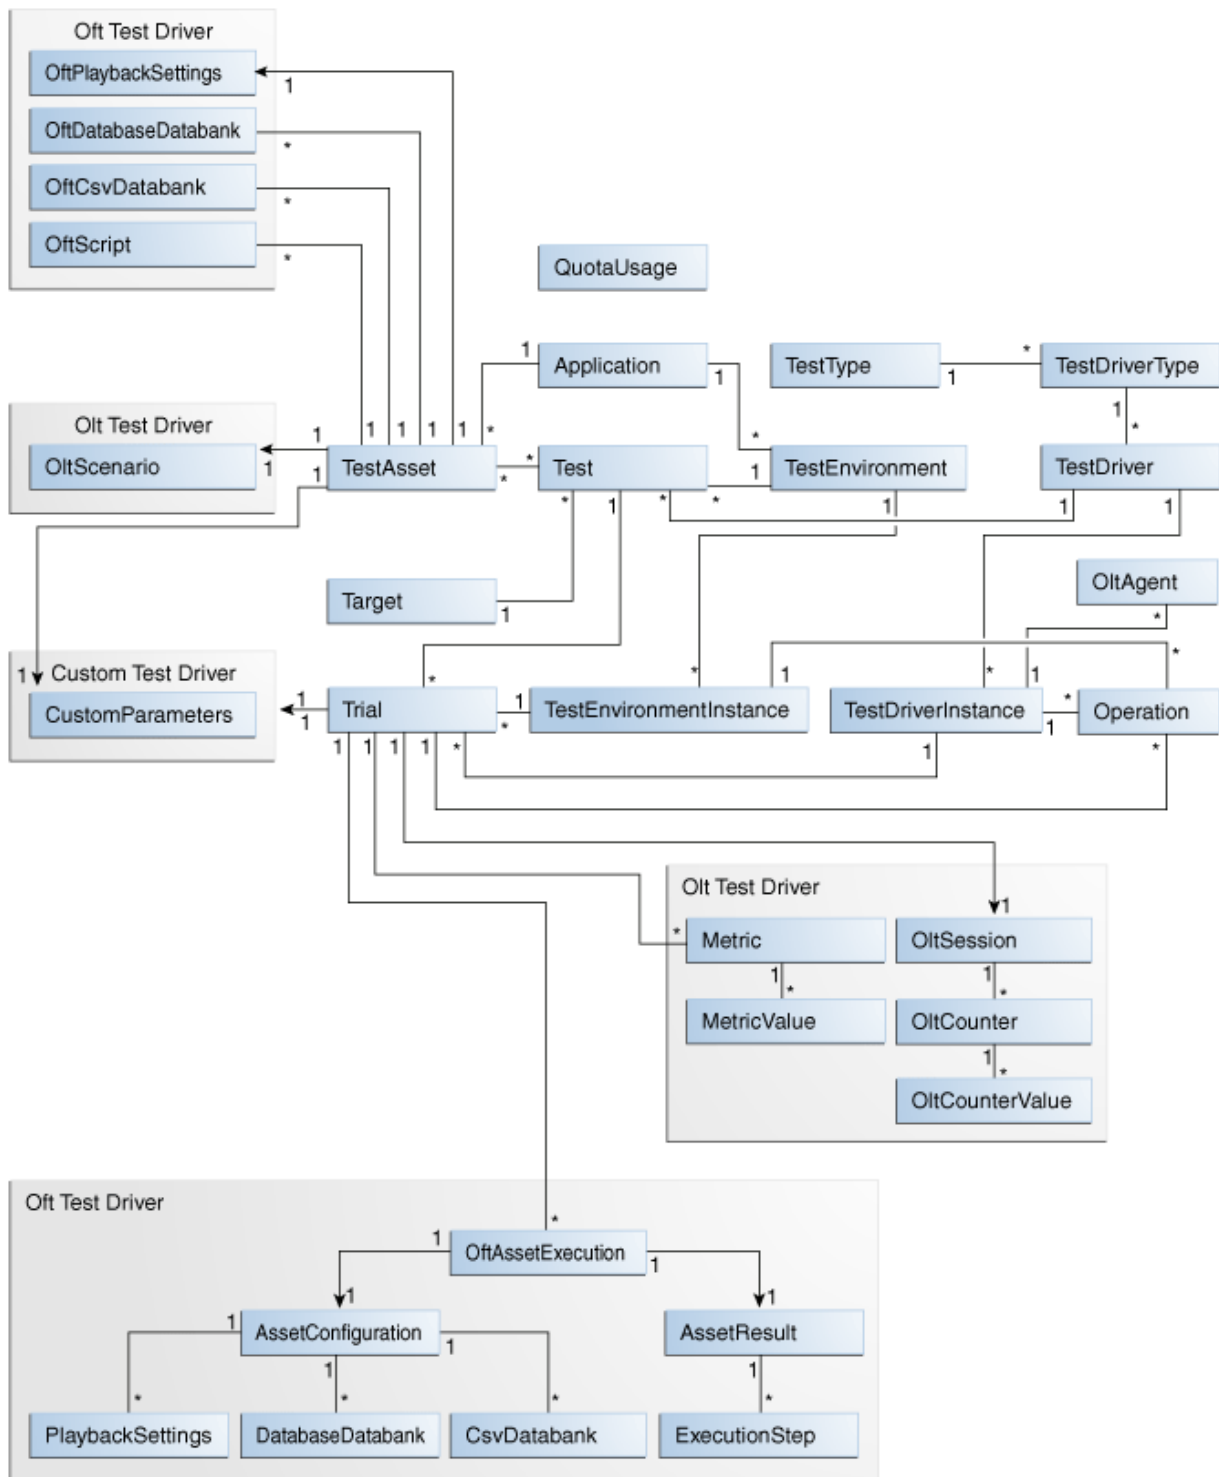 Oft Test Driver
OftPlaybackSettings
1
OftDatabaseDatabank
*
OftCsvDatabank
*
OftScript
*
QuotaUsage
1 Application 1
* TestType 1 * TestDriverType
1 *
Olt Test Driver
OltScenario
1 1
1 1 1 1 1 *
TestAsset
1
* *
Test
* 1 * *
1 *
TestEnvironment
1
TestDriver
1 1
Target 1
OltAgent
*
1 Custom Test Driver
CustomParameters
1 1
*
Trial
1 *
TestEnvironmentInstance
* 1
* 1
TestDriverInstance
* 1
*
Operation
1 1 1 1 * 1 *
Olt Test Driver
1
* Metric
OltSession
1 * 1 *
MetricValue
OltCounter
1 *
OltCounterValue
Oft Test Driver
*
1 OftAssetExecution 1
1 1
1 AssetConfiguration 1
AssetResult
* 1 * * 1 *
PlaybackSettings
DatabaseDatabank
CsvDatabank
ExecutionStep